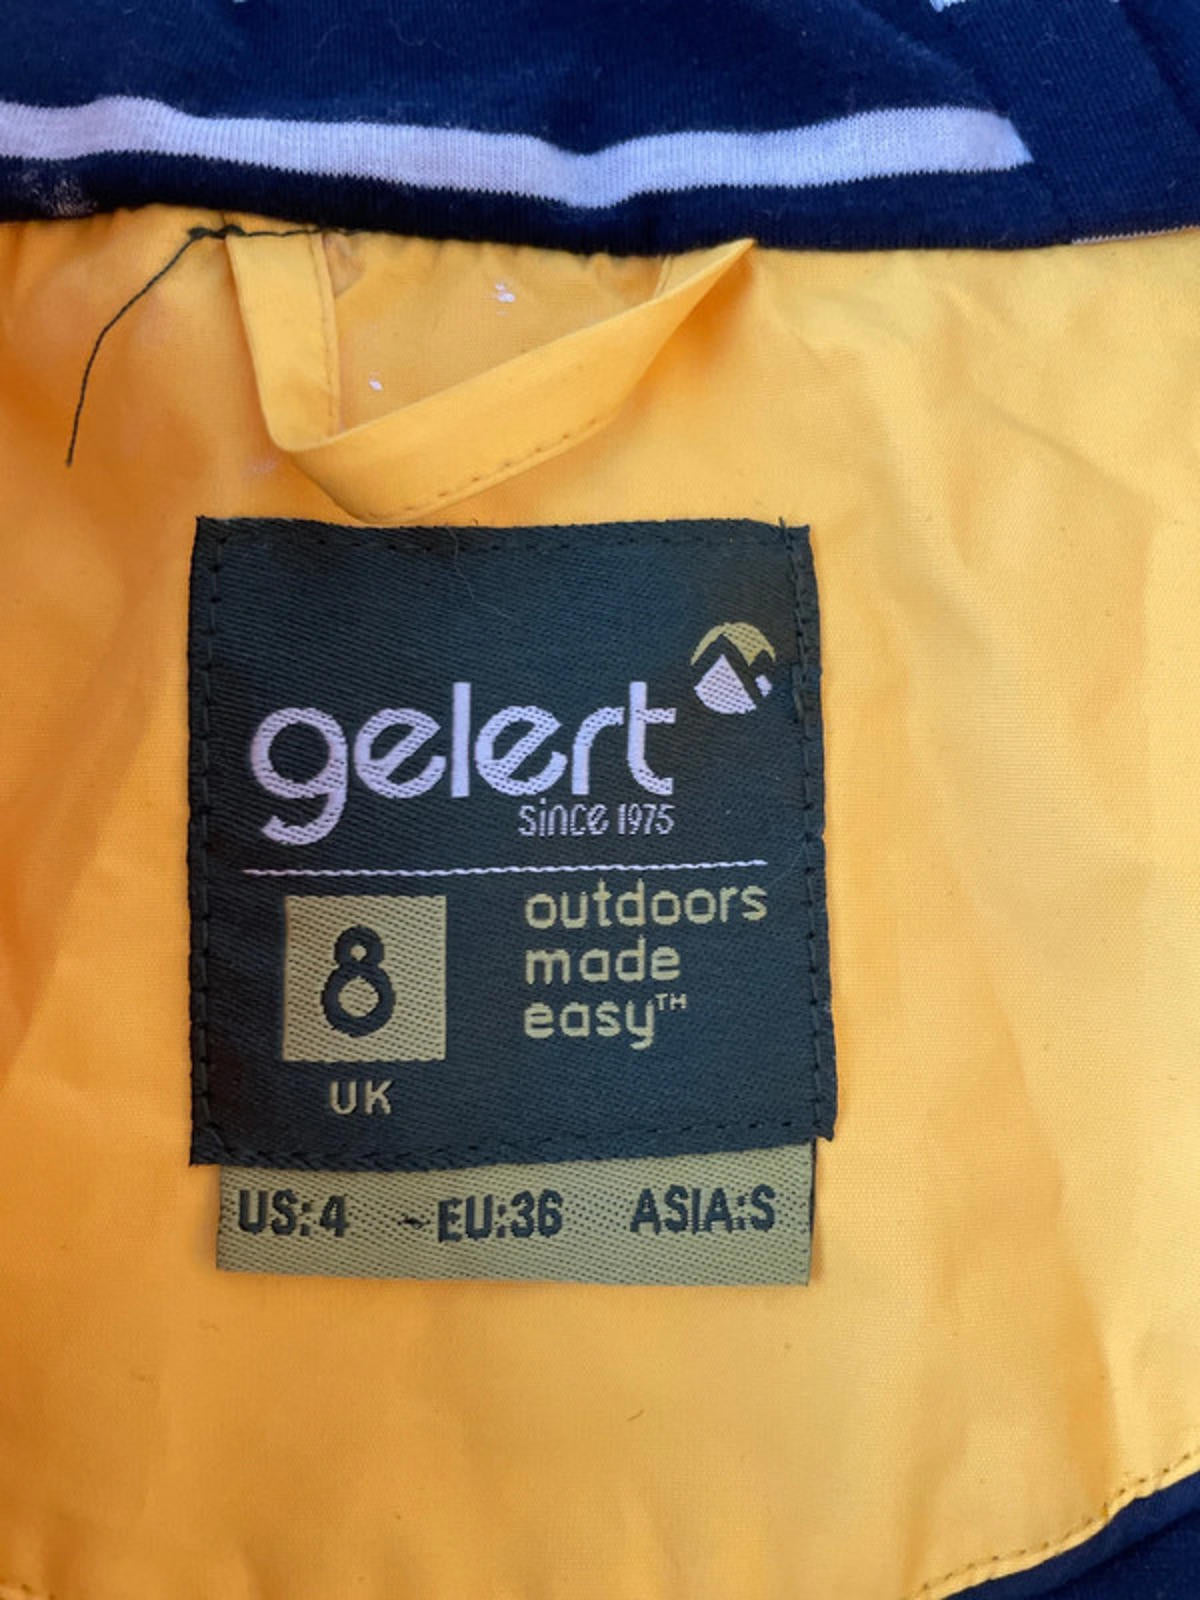 gelert
since 1975
8
UK
outdoors
made
easy™
US:4 EU:36 ASIA:S